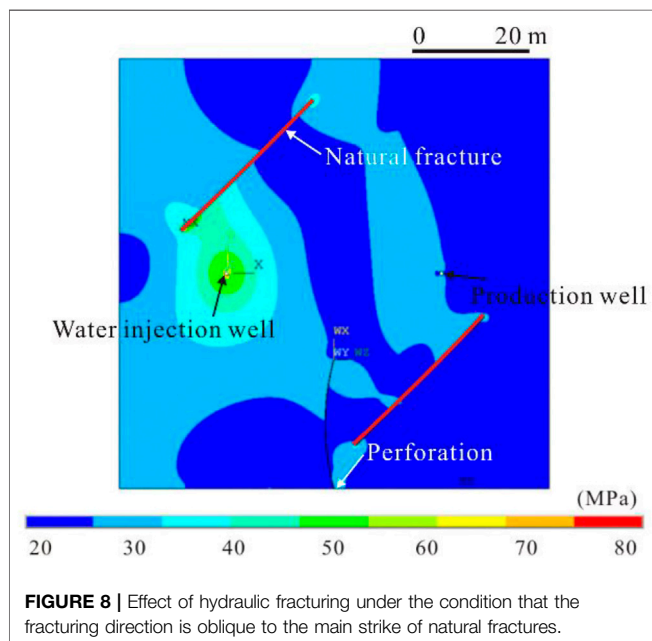 0 20 m
Natural fracture
X
Production well
Water injection well
WX
WY WZ
Perforation
(MPa)
20 30 40 50 60 70 80
FIGURE 8 | Effect of hydraulic fracturing under the condition that the
fracturing direction is oblique to the main strike of natural fractures.